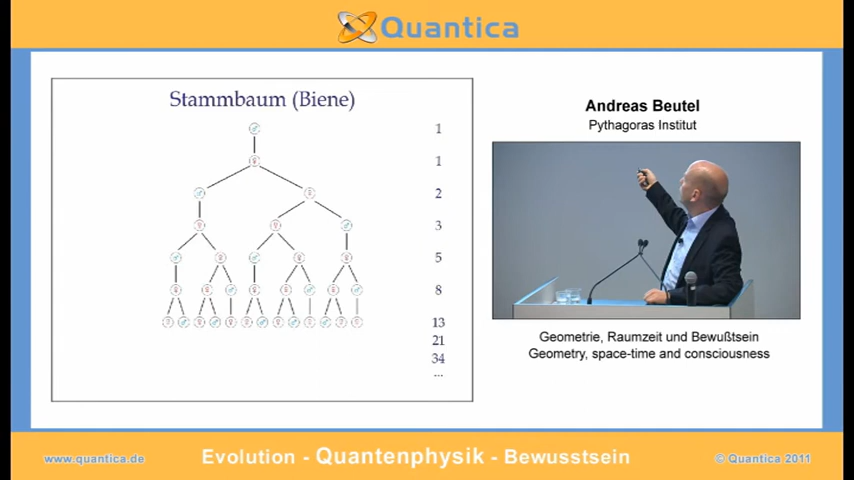 Quantica
Stammbaum (Biene)
1
1
2
3
5
8
13
21
34
...
Andreas Beutel
Pythagoras Institut
Geometrie, Raumzeit und Bewußtsein
Geometry, space-time and consciousness
www.quantica.de
Evolution - Quantenphysik - Bewusstsein
© Quantica 2011